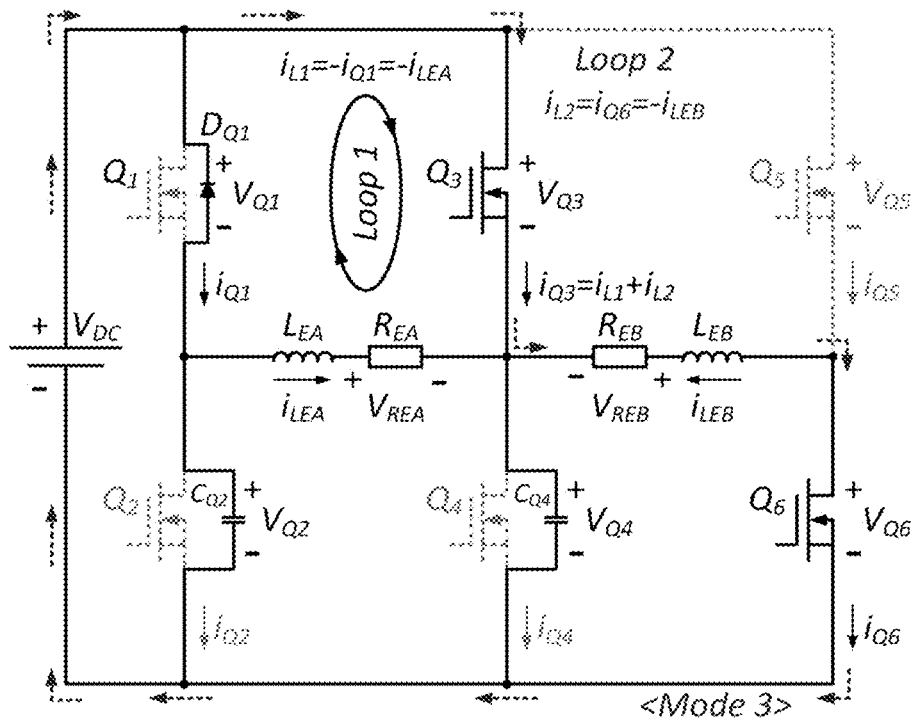 i_L1=-i_Q1=-i_LEA
Loop 2
i_L2=i_Q6=-i_LEB
D_Q1
Q_1
+
V_Q1
-
Loop 1
Q_3
+
V_Q3
-
Q_5
+
V_Q5
-
i_Q1
i_Q3=i_L1+i_L2
i_Q5
+
V_DC
-
L_EA
R_EA
R_EB
L_EB
+
-
-
+
i_LEA
V_REA
V_REB
i_LEB
Q_2
C_Q2
+
V_Q2
-
Q_4
C_Q4
+
V_Q4
-
Q_6
+
V_Q6
-
i_Q2
i_Q4
i_Q6
<Mode 3>